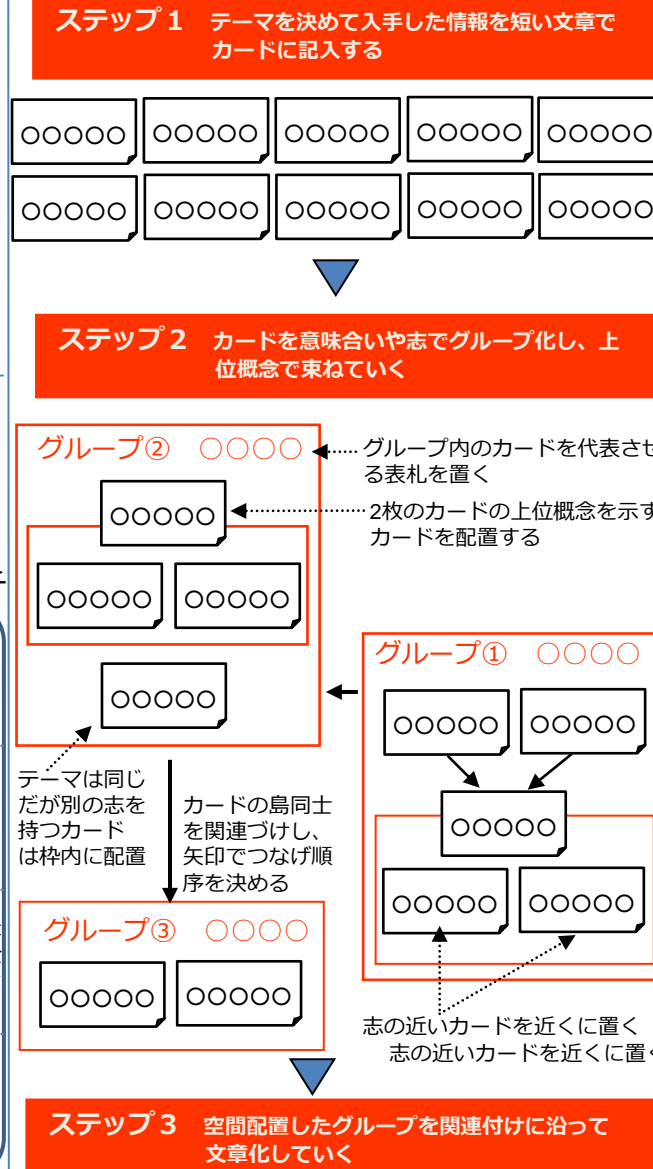 ステップ１ テーマを決めて入手した情報を短い文章で
カードに記入する
○○○○○ ○○○○○ ○○○○○ ○○○○○ ○○○○○
○○○○○ ○○○○○ ○○○○○ ○○○○○ ○○○○○
ステップ２ カードを意味合いや志でグループ化し、上
位概念で束ねていく
グループ② ○○○○
グループ内のカードを代表させ
る表札を置く
○○○○○
2枚のカードの上位概念を示す
カードを配置する
○○○○○ ○○○○○
○○○○○
グループ① ○○○○
○○○○○ ○○○○○
○○○○○
○○○○○ ○○○○○
テーマは同じ
だが別の志を
持つカード
は枠内に配置
カードの島同士
を関連づけし、
矢印でつなげ順
序を決める
グループ③ ○○○○
○○○○○ ○○○○○
志の近いカードを近くに置く
志の近いカードを近くに置く
ステップ３ 空間配置したグループを関連付けに沿って
文章化していく